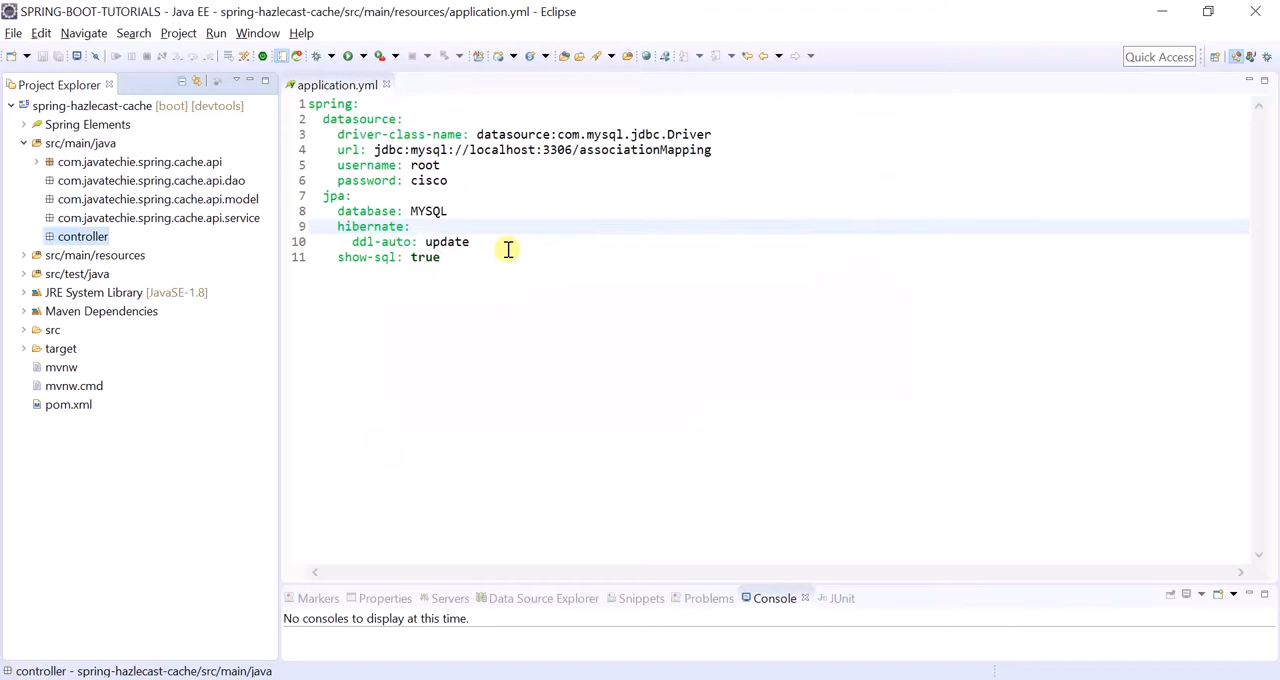 SPRING-BOOT-TUTORIALS - Java EE - spring-hazlecast-cache/src/main/resources/application.yml - Eclipse
File Edit Navigate Search Project Run Window Help
Quick Access
Project Explorer
spring-hazlecast-cache [boot] [devtools]
Spring Elements
src/main/java
com.javatechie.spring.cache.api
com.javatechie.spring.cache.api.dao
com.javatechie.spring.cache.api.model
com.javatechie.spring.cache.api.service
controller
src/main/resources
src/test/java
JRE System Library [JavaSE-1.8]
Maven Dependencies
src
target
mvnw
mvnw.cmd
pom.xml
application.yml
1 spring:
2 datasource:
3 driver-class-name: datasource:com.mysql.jdbc.Driver
4 url: jdbc:mysql://localhost:3306/associationMapping
5 username: root
6 password: cisco
7 jpa:
8 database: MYSQL
9 hibernate:
10 ddl-auto: update
11 show-sql: true
Markers Properties Servers Data Source Explorer Snippets Problems Console JUnit
No consoles to display at this time.
controller - spring-hazlecast-cache/src/main/java